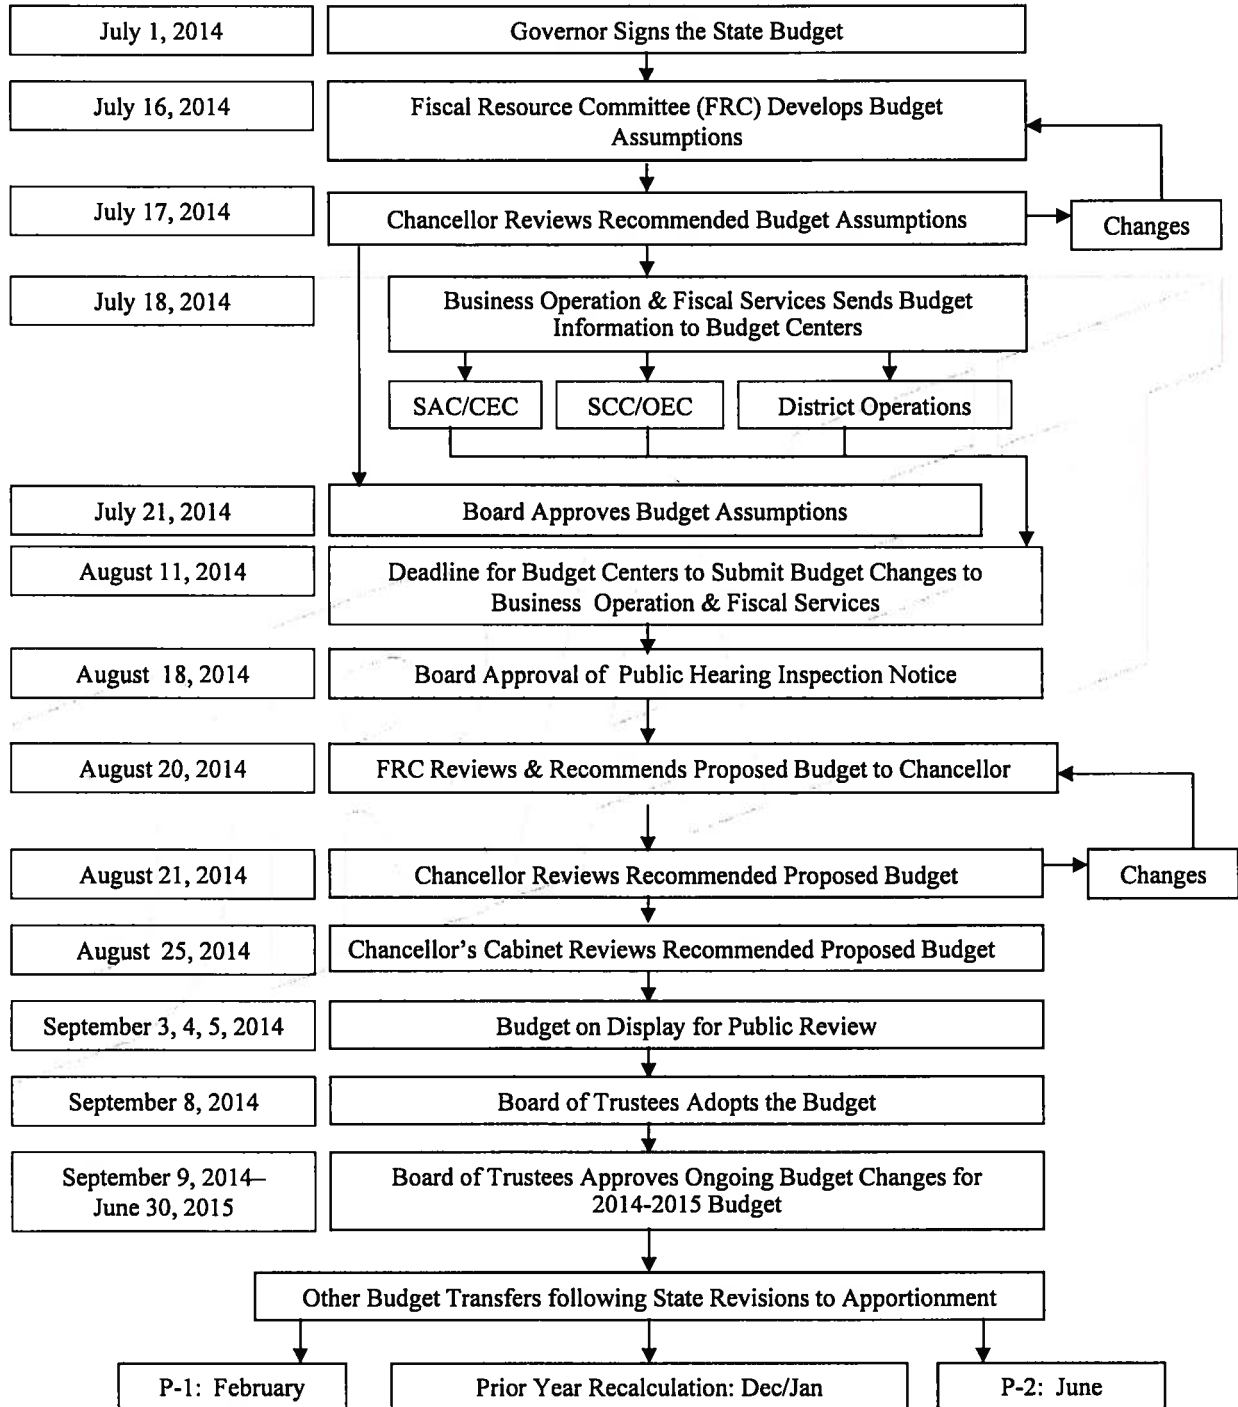 July 1, 2014
Governor Signs the State Budget
July 16, 2014
Fiscal Resource Committee (FRC) Develops Budget
Assumptions
July 17, 2014
Chancellor Reviews Recommended Budget Assumptions
Changes
July 18, 2014
Business Operation & Fiscal Services Sends Budget
Information to Budget Centers
SAC/CEC
SCC/OEC
District Operations
July 21, 2014
Board Approves Budget Assumptions
August 11, 2014
Deadline for Budget Centers to Submit Budget Changes to
Business Operation & Fiscal Services
August 18, 2014
Board Approval of Public Hearing Inspection Notice
August 20, 2014
FRC Reviews & Recommends Proposed Budget to Chancellor
August 21, 2014
Chancellor Reviews Recommended Proposed Budget
Changes
August 25, 2014
Chancellor's Cabinet Reviews Recommended Proposed Budget
September 3, 4, 5, 2014
Budget on Display for Public Review
September 8, 2014
Board of Trustees Adopts the Budget
September 9, 2014–
June 30, 2015
Board of Trustees Approves Ongoing Budget Changes for
2014-2015 Budget
Other Budget Transfers following State Revisions to Apportionment
P-1: February
Prior Year Recalculation: Dec/Jan
P-2: June